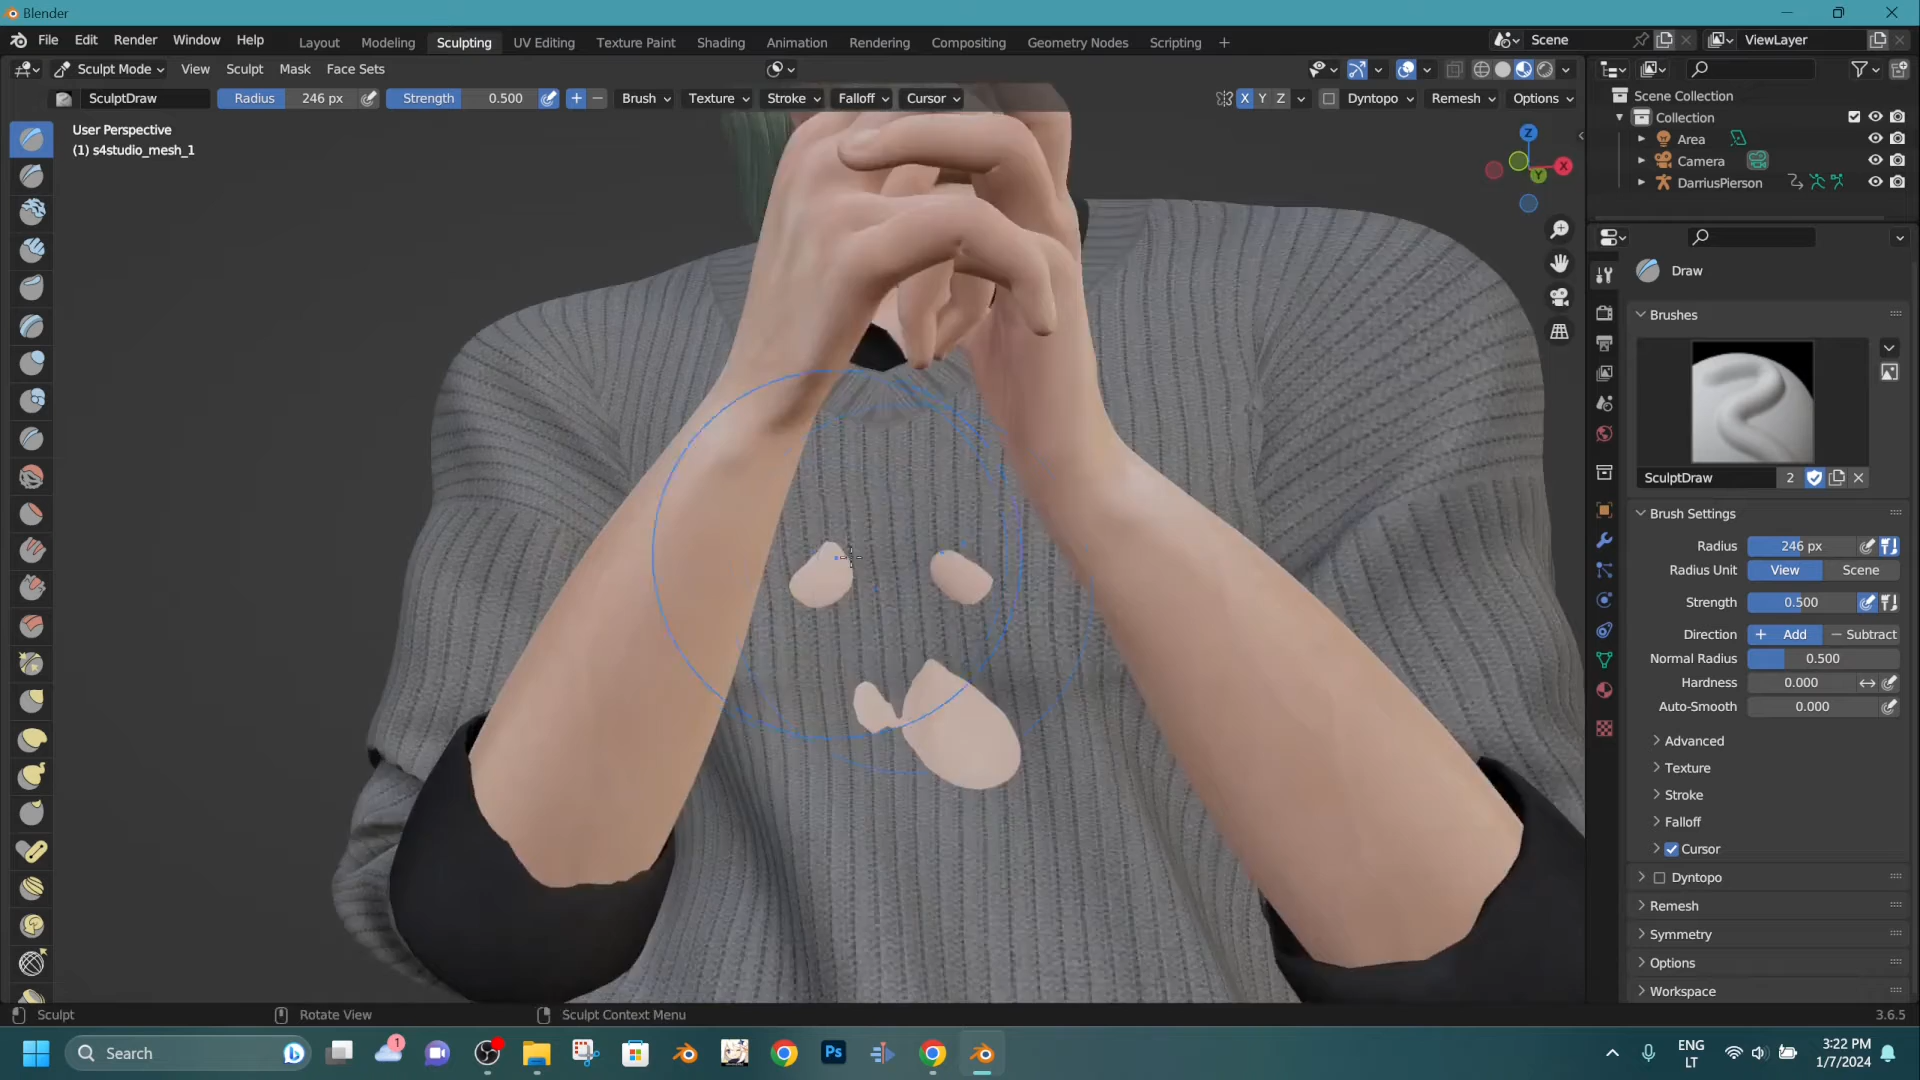 Blender
File Edit Render Window Help Layout Modeling Sculpting UV Editing Texture Paint Shading Animation Rendering Compositing Geometry Nodes Scripting + Scene ViewLayer
Sculpt Mode View Sculpt Mask Face Sets
SculptDraw Radius 246 px Strength 0.500 + − Brush Texture Stroke Falloff Cursor X Y Z Dyntopo Remesh Options
User Perspective
(1) s4studio_mesh_1
Z
X
Y
Scene Collection
Collection
Area
Camera
DarriusPierson
Draw
Brushes
SculptDraw 2
Brush Settings
Radius 246 px
Radius Unit View Scene
Strength 0.500
Direction + Add − Subtract
Normal Radius 0.500
Hardness 0.000
Auto-Smooth 0.000
Advanced
Texture
Stroke
Falloff
Cursor
Dyntopo
Remesh
Symmetry
Options
Workspace
Sculpt Rotate View Sculpt Context Menu 3.6.5
Search 1 Ps ENG 3:22 PM
LT 1/7/2024